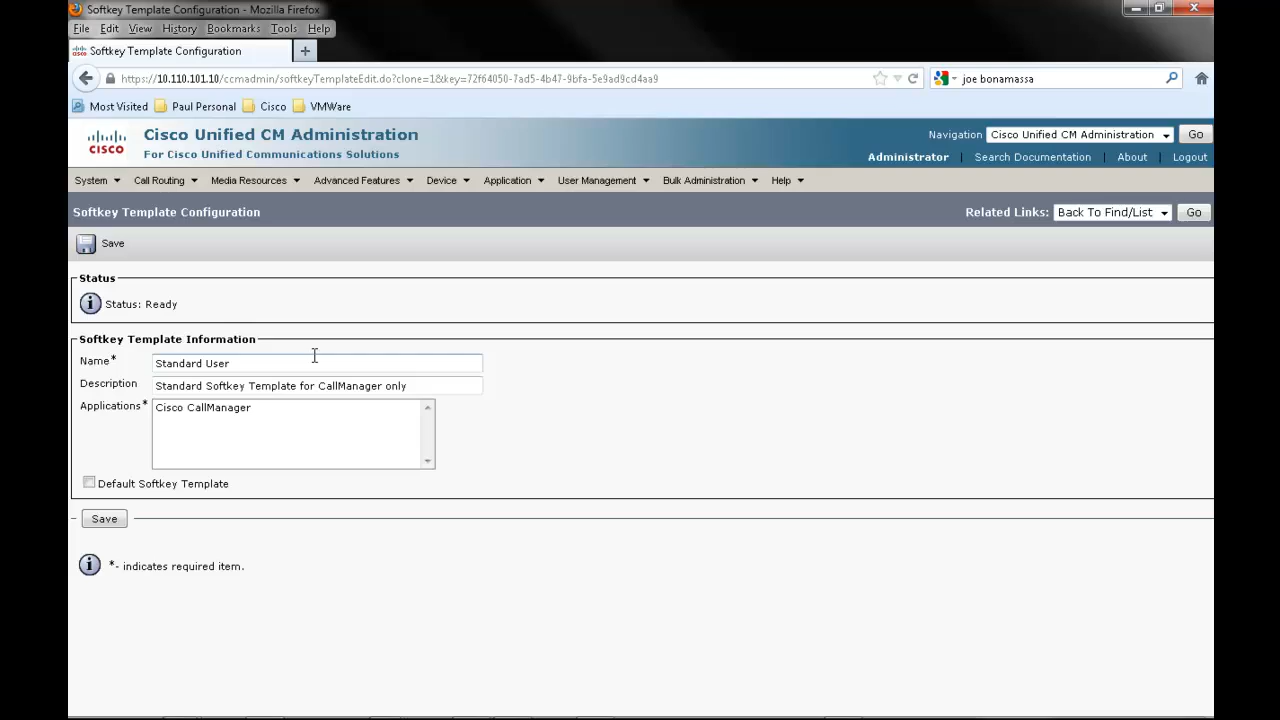 Softkey Template Configuration - Mozilla Firefox
File Edit View History Bookmarks Tools Help
Softkey Template Configuration +
https://10.110.101.10/ccmadmin/softkeyTemplateEdit.do?clone=1&key=72f64050-7ad5-4b47-9bfa-5e9ad9cd4aa9 joe bonamassa
Most Visited Paul Personal Cisco VMWare
CISCO Cisco Unified CM Administration Navigation Cisco Unified CM Administration Go
For Cisco Unified Communications Solutions Administrator | Search Documentation | About | Logout
System Call Routing Media Resources Advanced Features Device Application User Management Bulk Administration Help
Softkey Template Configuration Related Links: Back To Find/List Go
Save
Status
Status: Ready
Softkey Template Information
Name* Standard User
Description Standard Softkey Template for CallManager only
Applications* Cisco CallManager
Default Softkey Template
Save
*- indicates required item.